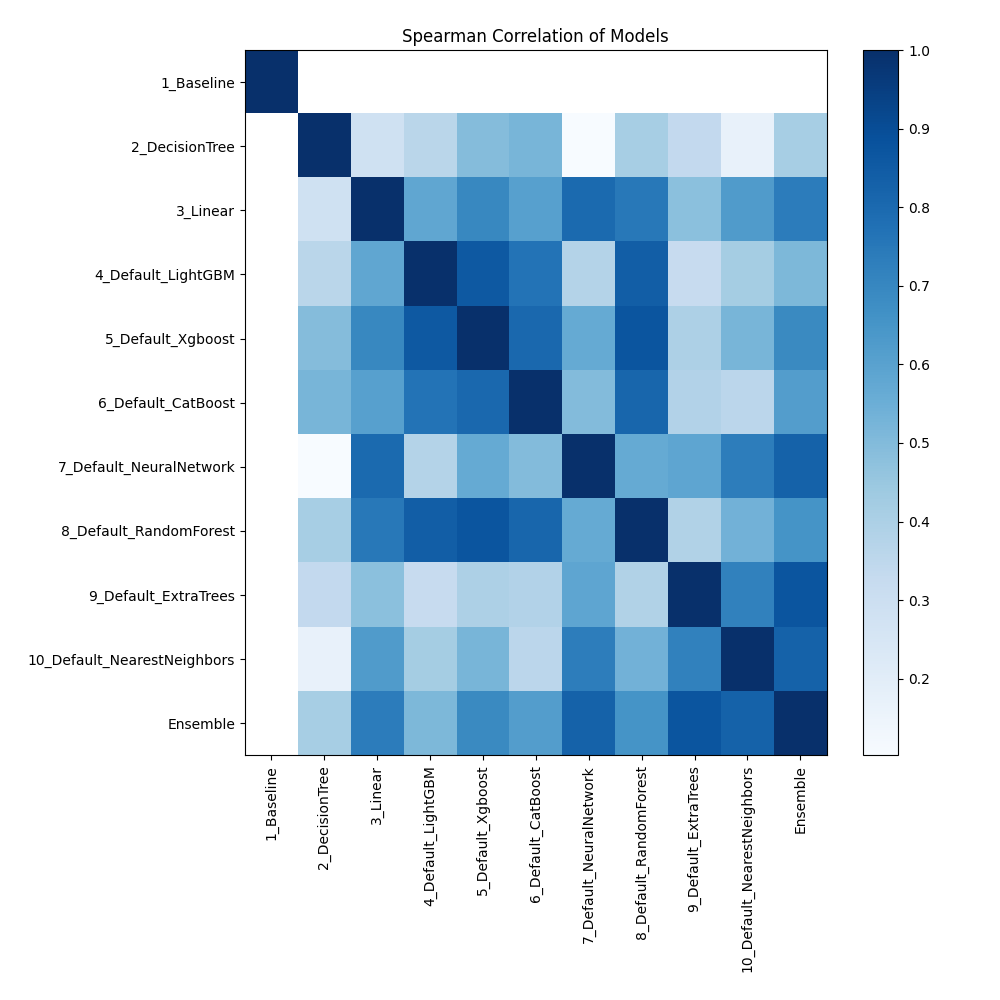 Spearman Correlation of Models
1_Baseline
2_DecisionTree
3_Linear
4_Default_LightGBM
5_Default_Xgboost
6_Default_CatBoost
7_Default_NeuralNetwork
8_Default_RandomForest
9_Default_ExtraTrees
10_Default_NearestNeighbors
Ensemble
1_Baseline
2_DecisionTree
3_Linear
4_Default_LightGBM
5_Default_Xgboost
6_Default_CatBoost
7_Default_NeuralNetwork
8_Default_RandomForest
9_Default_ExtraTrees
10_Default_NearestNeighbors
Ensemble
1.0
0.9
0.8
0.7
0.6
0.5
0.4
0.3
0.2